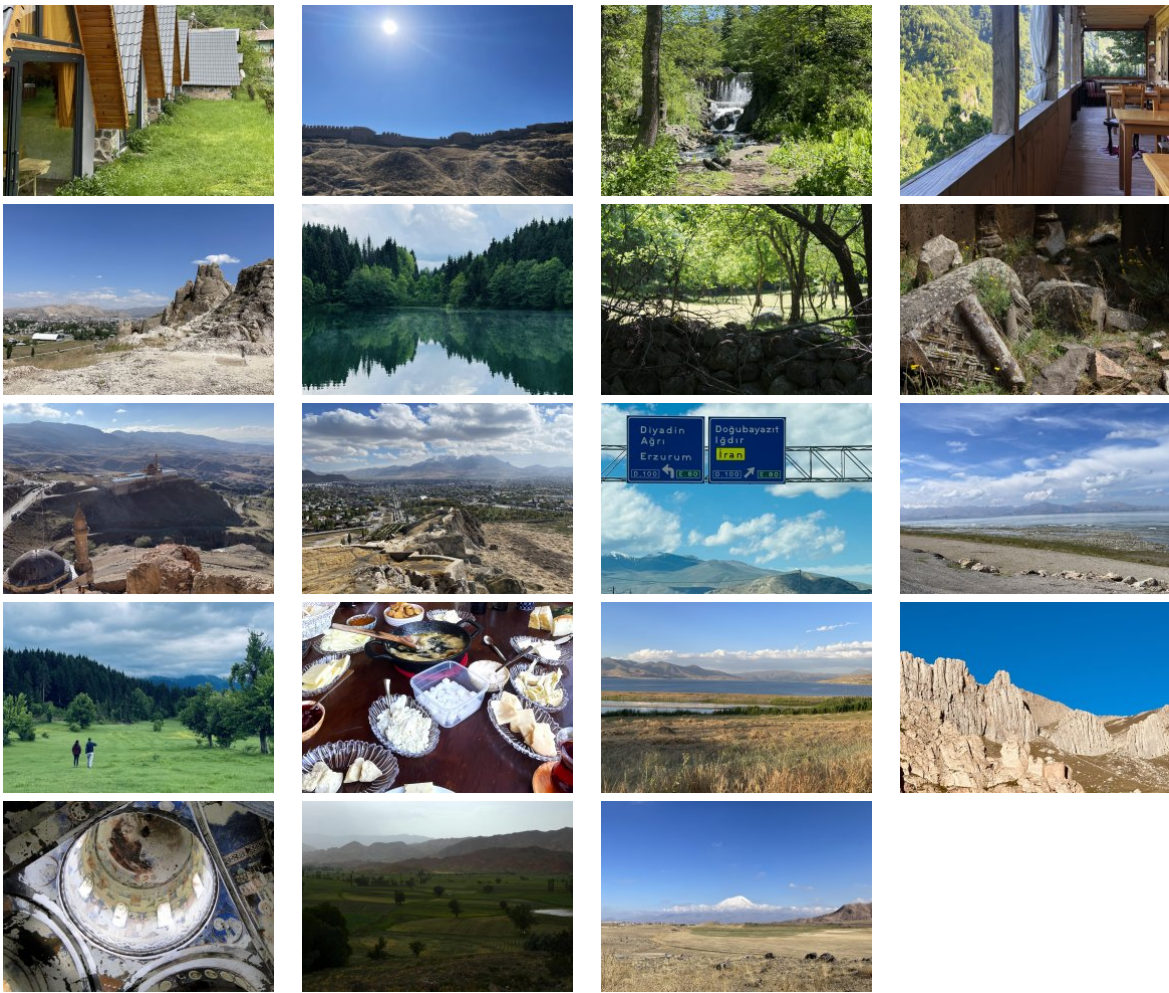 Diyadin
Ağrı
Erzurum
D.100 E.80
Doğubayazıt
Iğdır
İran
D.100 E.80